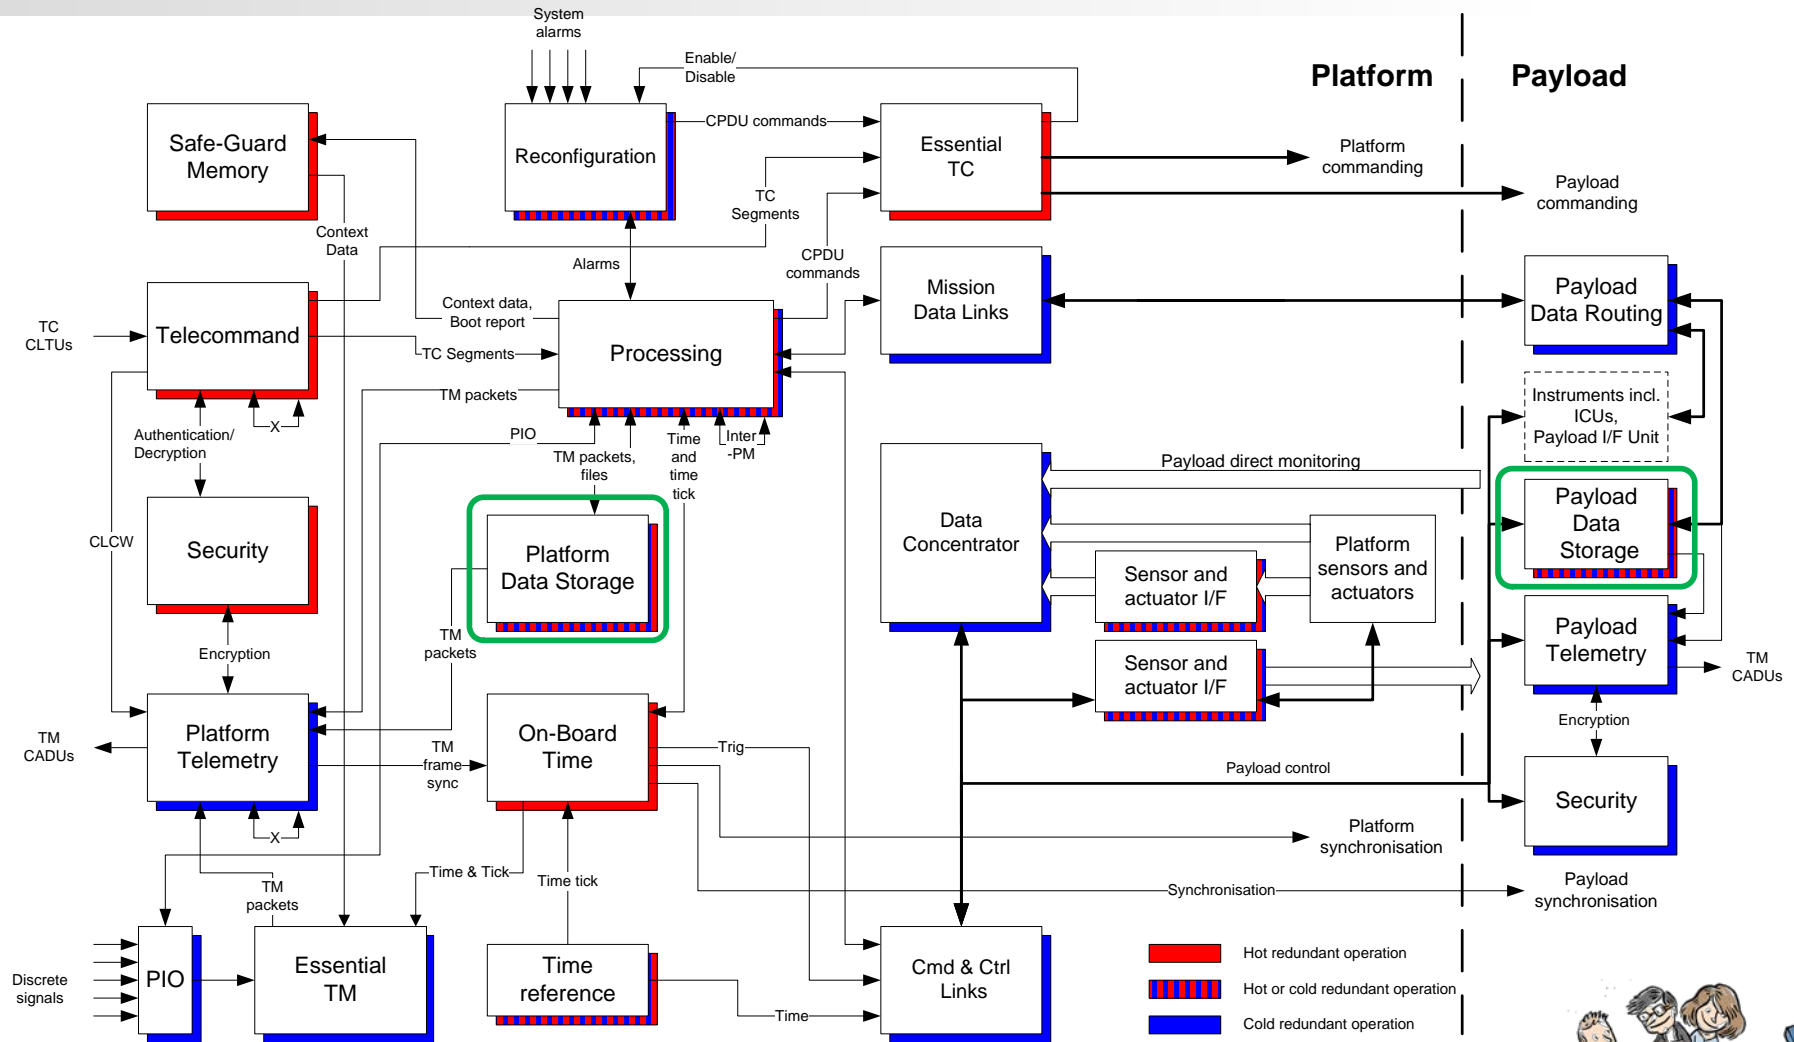 System
alarms
Enable/
Disable
Platform
Payload
Safe-Guard
Memory
Reconfiguration
CPDU commands
Essential
TC
Platform
commanding
Payload
commanding
TC
Segments
Context
Data
Alarms
CPDU
commands
Mission
Data Links
Payload
Data Routing
TC
CLTUs
Telecommand
Context data,
Boot report
TC Segments
Processing
TM packets
X
Authentication/
Decryption
PIO
TM packets,
files
Time
and
time
tick
Inter
-PM
Instruments incl.
ICUs,
Payload I/F Unit
Payload direct monitoring
CLCW
Security
Platform
Data Storage
Data
Concentrator
Sensor and
actuator I/F
Platform
sensors and
actuators
Payload
Data
Storage
Encryption
TM
packets
Sensor and
actuator I/F
Payload
Telemetry
TM
CADUs
TM
CADUs
Platform
Telemetry
TM
frame
sync
On-Board
Time
Trig
Encryption
Payload control
Security
X
Platform
synchronisation
Time & Tick
Time tick
TM
packets
Synchronisation
Payload
synchronisation
Discrete
signals
PIO
Essential
TM
Time
reference
Time
Cmd & Ctrl
Links
Hot redundant operation
Hot or cold redundant operation
Cold redundant operation